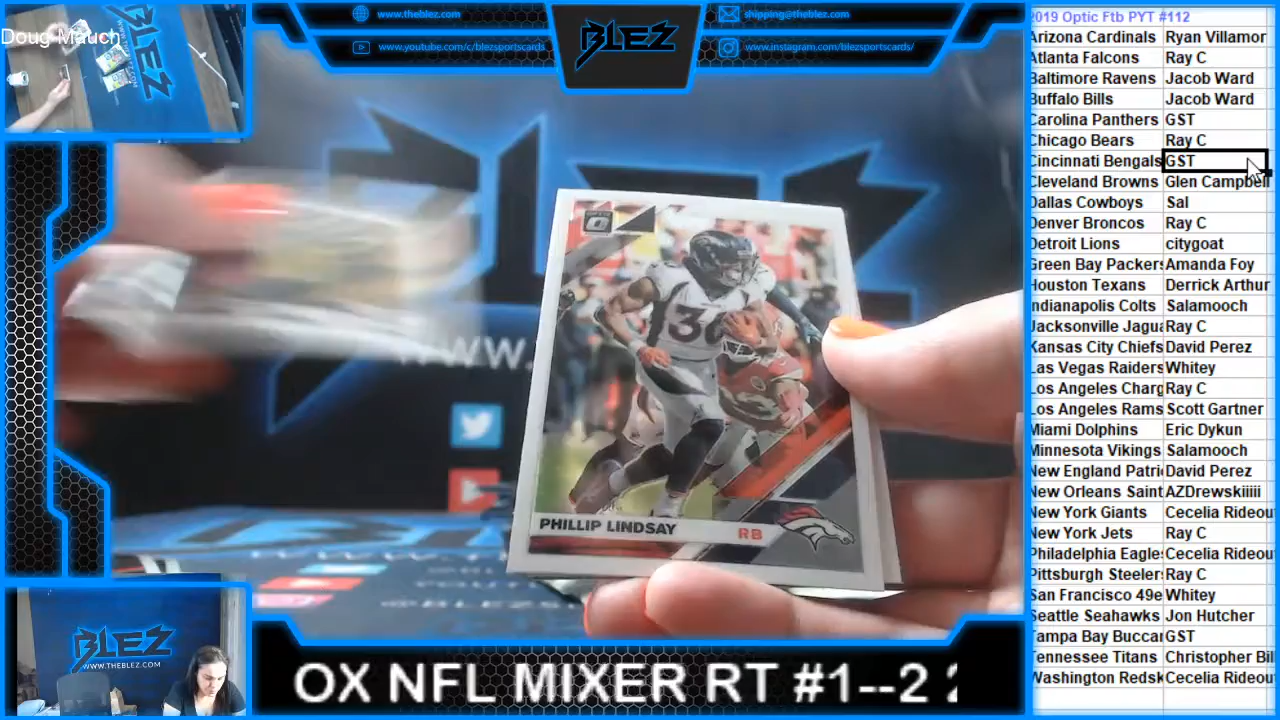 Doug Mauch
www.theblez.com
www.youtube.com/c/blezsportscards
BLEZ
shipping@theblez.com
www.instagram.com/blezsportscards/
BLEZ
WWW.
OPTIC
30
PHILLIP LINDSAY
RB
BLEZ
WWW.THEBLEZ.COM
OX NFL MIXER RT #1--2
2019 Optic Ftb PYT #112
Arizona Cardinals Ryan Villamor
Atlanta Falcons Ray C
Baltimore Ravens Jacob Ward
Buffalo Bills Jacob Ward
Carolina Panthers GST
Chicago Bears Ray C
Cincinnati Bengals GST
Cleveland Browns Glen Campbell
Dallas Cowboys Sal
Denver Broncos Ray C
Detroit Lions citygoat
Green Bay Packers Amanda Foy
Houston Texans Derrick Arthur
Indianapolis Colts Salamooch
Jacksonville Jagua Ray C
Kansas City Chiefs David Perez
Las Vegas Raiders Whitey
Los Angeles Charg Ray C
Los Angeles Rams Scott Gartner
Miami Dolphins Eric Dykun
Minnesota Vikings Salamooch
New England Patri David Perez
New Orleans Saint AZDrewskiiiii
New York Giants Cecelia Rideou
New York Jets Ray C
Philadelphia Eagle Cecelia Rideou
Pittsburgh Steeler Ray C
San Francisco 49e Whitey
Seattle Seahawks Jon Hutcher
Tampa Bay Buccar GST
Tennessee Titans Christopher Bil
Washington Redsk Cecelia Rideou